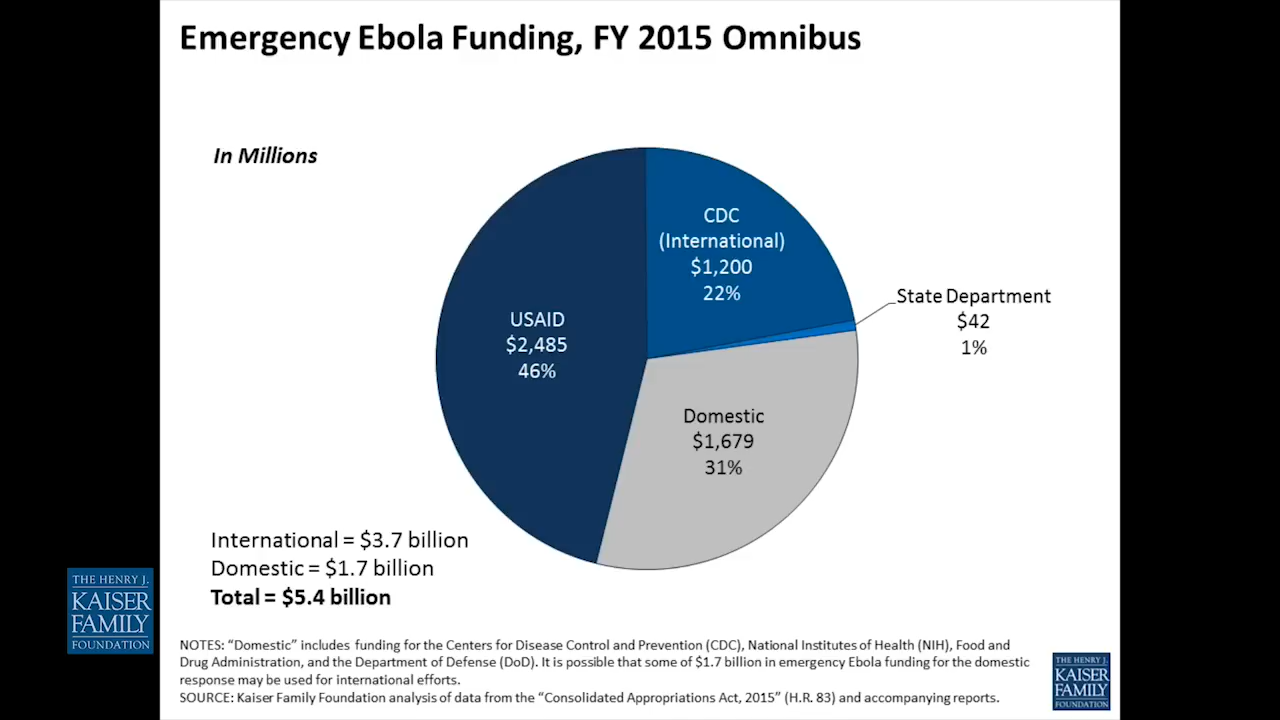 Emergency Ebola Funding, FY 2015 Omnibus
In Millions
CDC
(International)
$1,200
22%
State Department
$42
1%
USAID
$2,485
46%
Domestic
$1,679
31%
International = $3.7 billion
Domestic = $1.7 billion
Total = $5.4 billion
THE HENRY J.
KAISER
FAMILY
FOUNDATION
NOTES: “Domestic” includes funding for the Centers for Disease Control and Prevention (CDC), National Institutes of Health (NIH), Food and
Drug Administration, and the Department of Defense (DoD). It is possible that some of $1.7 billion in emergency Ebola funding for the domestic
response may be used for international efforts.
SOURCE: Kaiser Family Foundation analysis of data from the “Consolidated Appropriations Act, 2015” (H.R. 83) and accompanying reports.
THE HENRY J.
KAISER
FAMILY
FOUNDATION